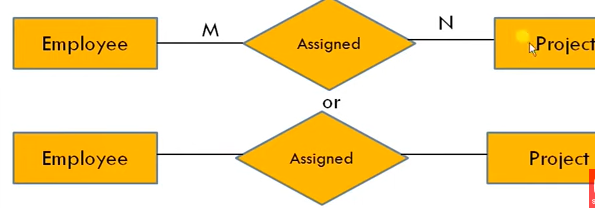 M
N
Employee
Assigned
Project
or
Employee
Assigned
Project